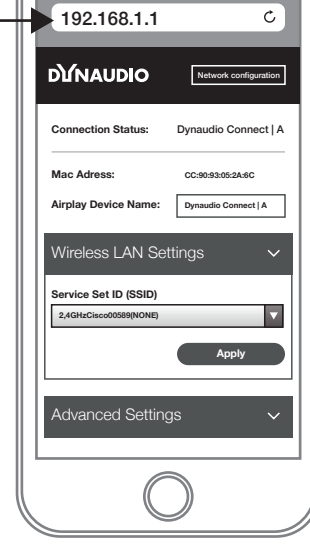 192.168.1.1
DYNAUDIO
Network configuration
Connection Status: Dynaudio Connect | A
Mac Adress: CC:90:93:05:2A:6C
Airplay Device Name: Dynaudio Connect | A
Wireless LAN Settings
Service Set ID (SSID)
2,4GHzCisco00589(NONE)
Apply
Advanced Settings